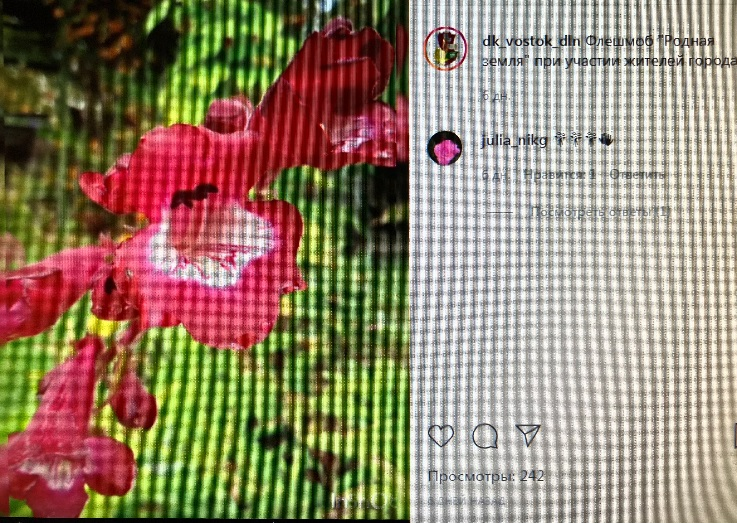 dk_vostok_dln Флешмоб "Родная
земля" при участии жителей города
6 дн.
julia_nikg
6 дн. Нравится: 1 Ответить
Посмотреть ответы (1)
Просмотры: 242
НАЗАД